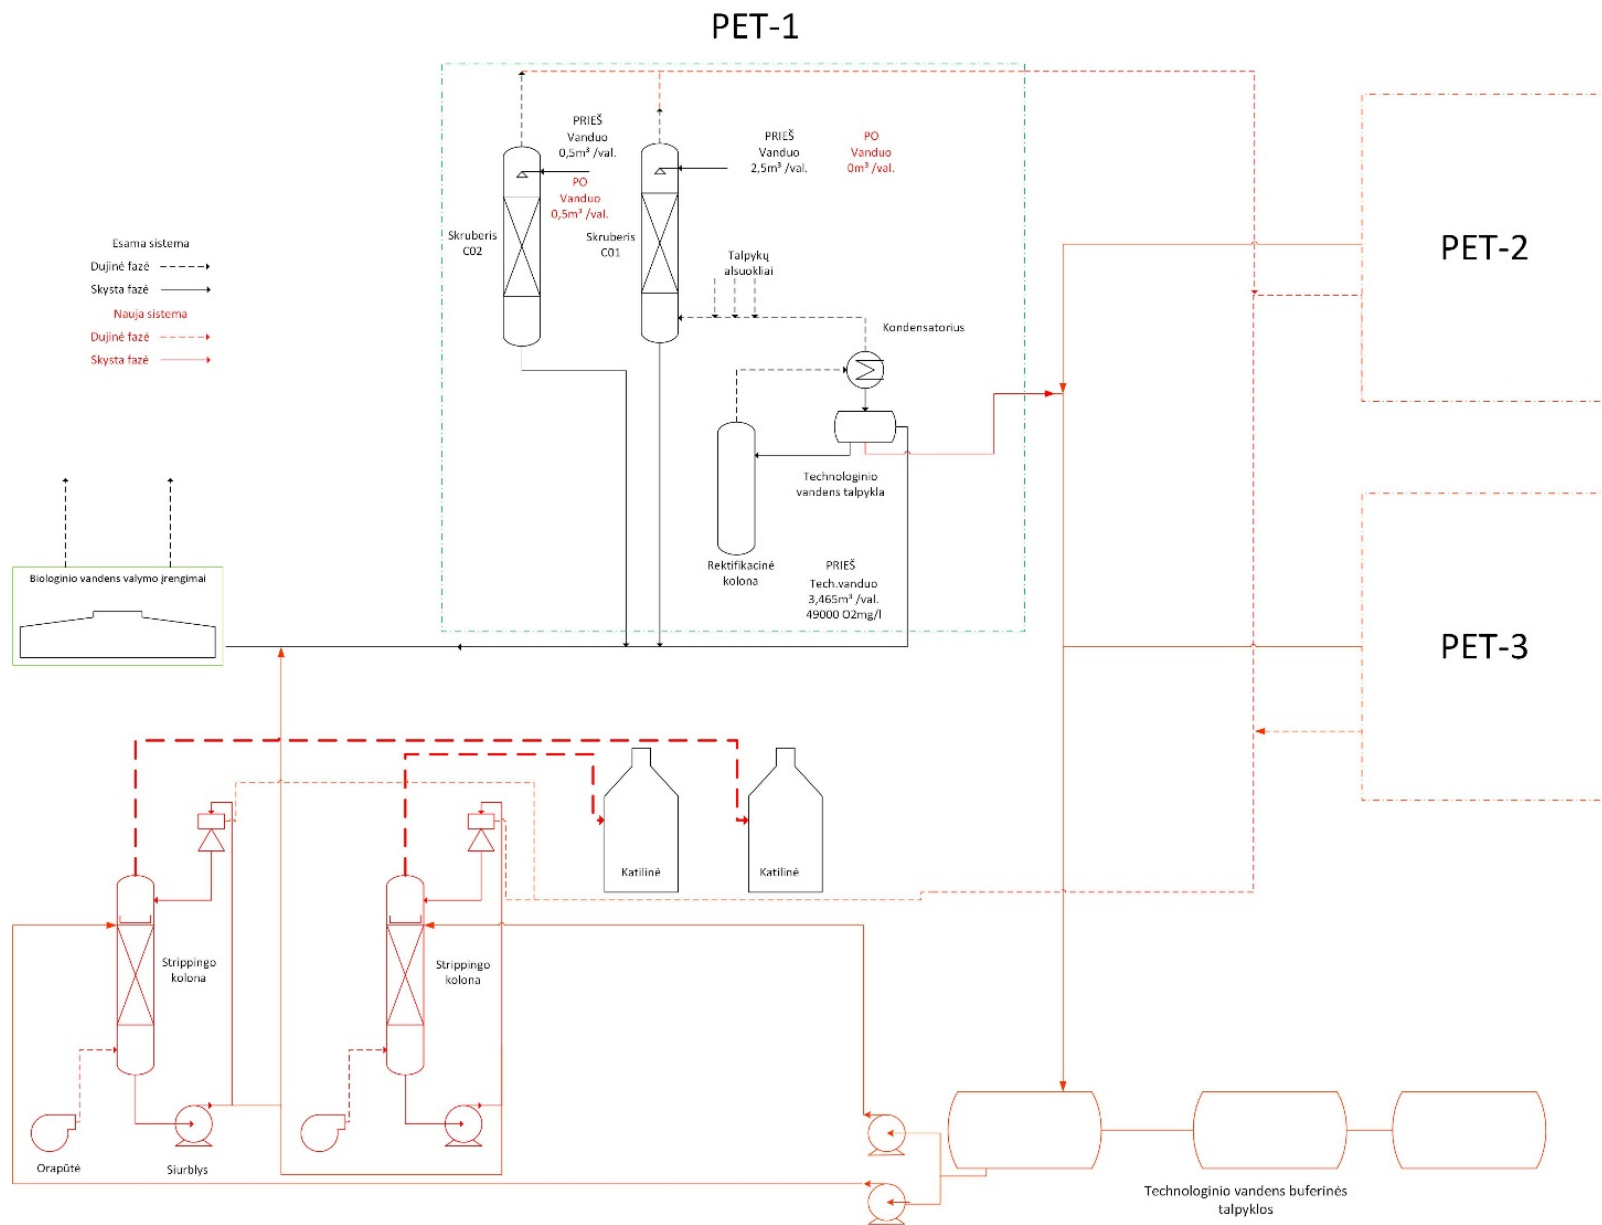 PET-1
PRIEŠ
Vanduo
0,5m³ /val.
PO
Vanduo
0,5m³ /val.
PRIEŠ
Vanduo
2,5m³ /val.
PO
Vanduo
0m³ /val.
Skruberis
C02
Skruberis
C01
Talpykų
alsuokliai
Kondensatorius
Technologinio
vandens talpykla
Rektifikacinė
kolona
PRIEŠ
Tech.vanduo
3,465m³ /val.
49000 O2mg/l
PET-2
PET-3
Esama sistema
Dujinė fazė
Skysta fazė
Nauja sistema
Dujinė fazė
Skysta fazė
Biologinio vandens valymo įrengimai
Katilinė
Katilinė
Strippingo
kolona
Strippingo
kolona
Orapūtė
Siurblys
Technologinio vandens buferinės
talpyklos